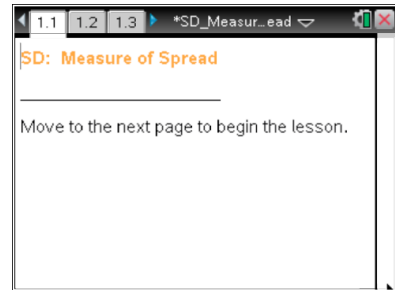 1.1 1.2 1.3 *SD_Measur...ead
SD: Measure of Spread
Move to the next page to begin the lesson.